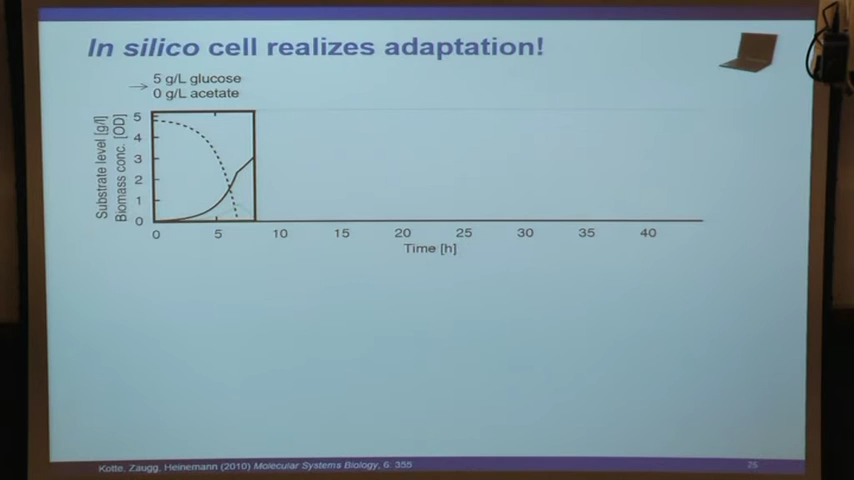 In silico cell realizes adaptation!
5 g/L glucose
0 g/L acetate
Substrate level [g/l]
Biomass conc. [OD]
5
4
3
2
1
0
0 5 10 15 20 25 30 35 40
Time [h]
Kotte, Zaugg, Heinemann (2010) Molecular Systems Biology, 6: 355